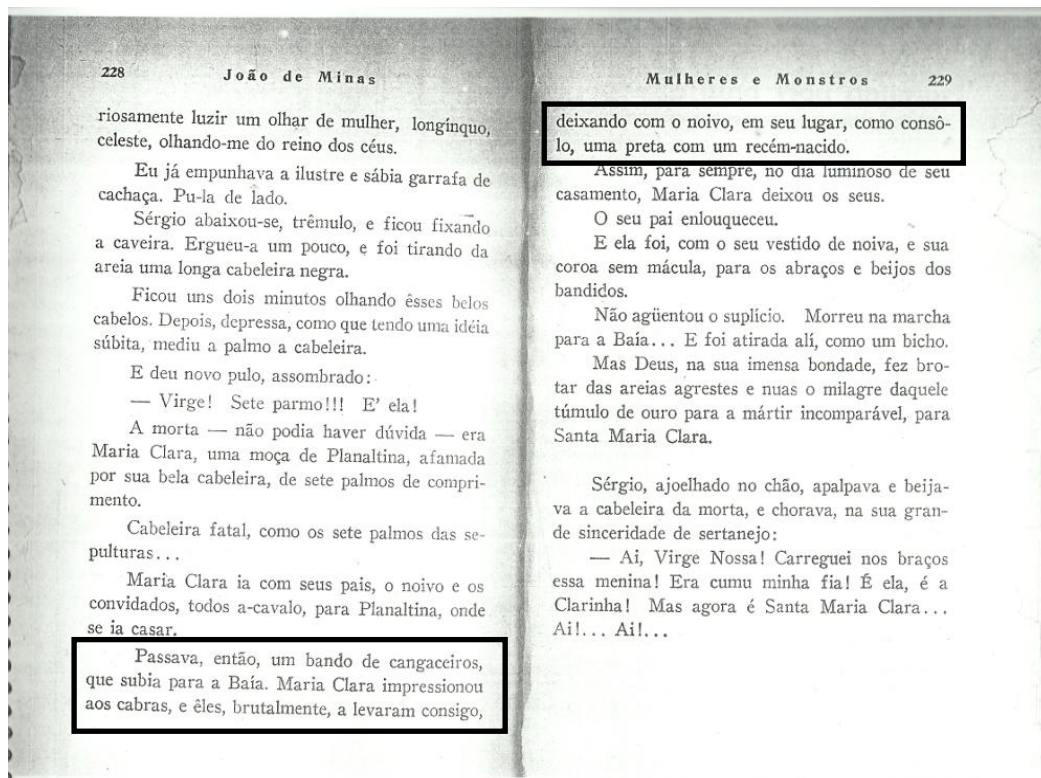 228 João de Minas
riosamente luzir um olhar de mulher, longínquo,
celeste, olhando-me do reino dos céus.
Eu já empunhava a ilustre e sábia garrafa de
cachaça. Pu-la de lado.
Sérgio abaixou-se, trêmulo, e ficou fixando
a caveira. Ergueu-a um pouco, e foi tirando da
areia uma longa cabeleira negra.
Ficou uns dois minutos olhando êsses belos
cabelos. Depois, depressa, como que tendo uma idéia
súbita, mediu a palmo a cabeleira.
E deu novo pulo, assombrado:
— Virge! Sete parmo!!! E' ela!
A morta — não podia haver dúvida — era
Maria Clara, uma moça de Planaltina, afamada
por sua bela cabeleira, de sete palmos de compri-
mento.
Cabeleira fatal, como os sete palmos das se-
pulturas...
Maria Clara ia com seus pais, o noivo e os
convidados, todos a-cavalo, para Planaltina, onde
se ia casar.
Passava, então, um bando de cangaceiros,
que subia para a Baía. Maria Clara impressionou
aos cabras, e êles, brutalmente, a levaram consigo,
Mulheres e Monstros 229
deixando com o noivo, em seu lugar, como consô-
lo, uma preta com um recém-nacido.
Assim, para sempre, no dia luminoso de seu
casamento, Maria Clara deixou os seus.
O seu pai enlouqueceu.
E ela foi, com o seu vestido de noiva, e sua
coroa sem mácula, para os abraços e beijos dos
bandidos.
Não agüentou o suplício. Morreu na marcha
para a Baía... E foi atirada alí, como um bicho.
Mas Deus, na sua imensa bondade, fez bro-
tar das areias agrestes e nuas o milagre daquele
túmulo de ouro para a mártir incomparável, para
Santa Maria Clara.
Sérgio, ajoelhado no chão, apalpava e beija-
va a cabeleira da morta, e chorava, na sua gran-
de sinceridade de sertanejo:
— Ai, Virge Nossa! Carreguei nos braços
essa menina! Era cumu minha fia! É ela, é a
Clarinha! Mas agora é Santa Maria Clara...
Ai!... Ai!...